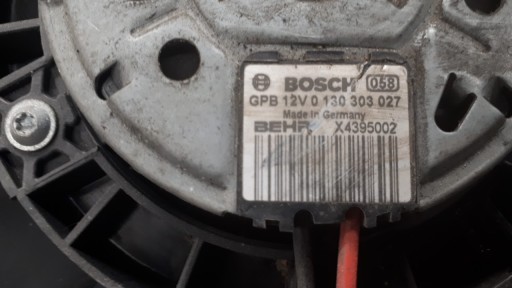 BOSCH 058
GPB 12V 0 130 303 027
Made in Germany
BEHR X4395002